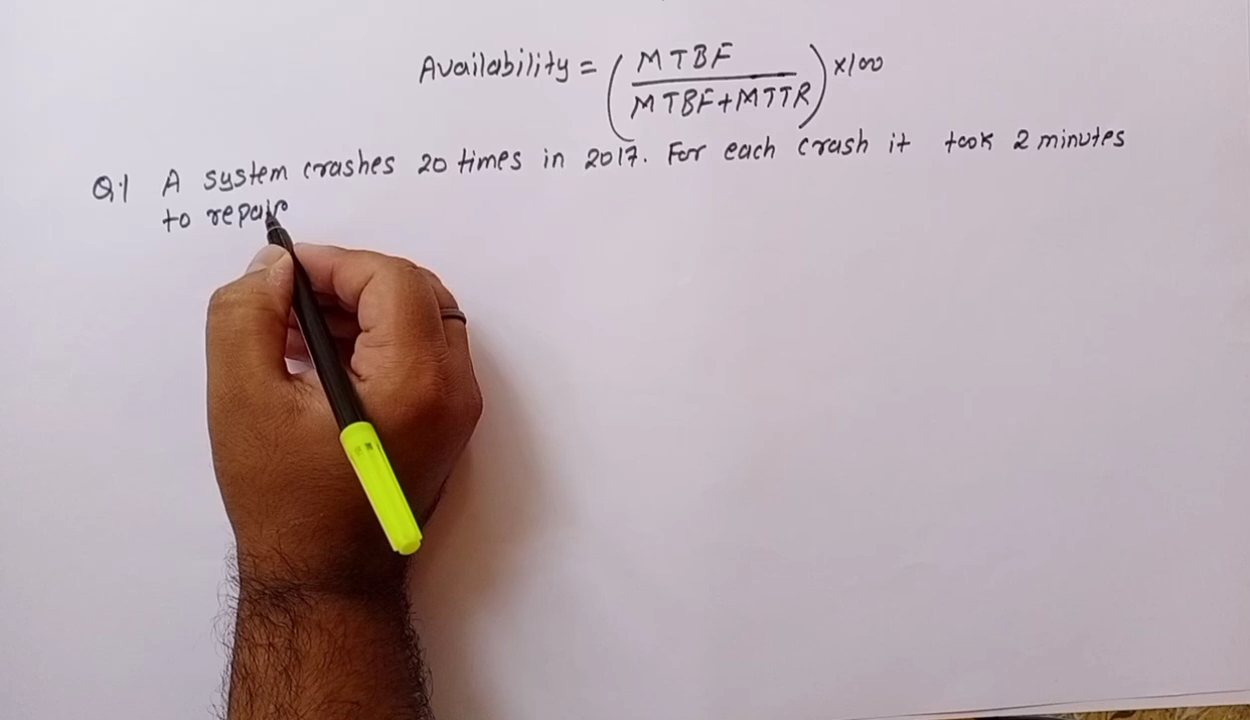 Availability = (MTBF / MTBF+MTTR) x100
Q.1 A system crashes 20 times in 2017. For each crash it took 2 minutes
to repair